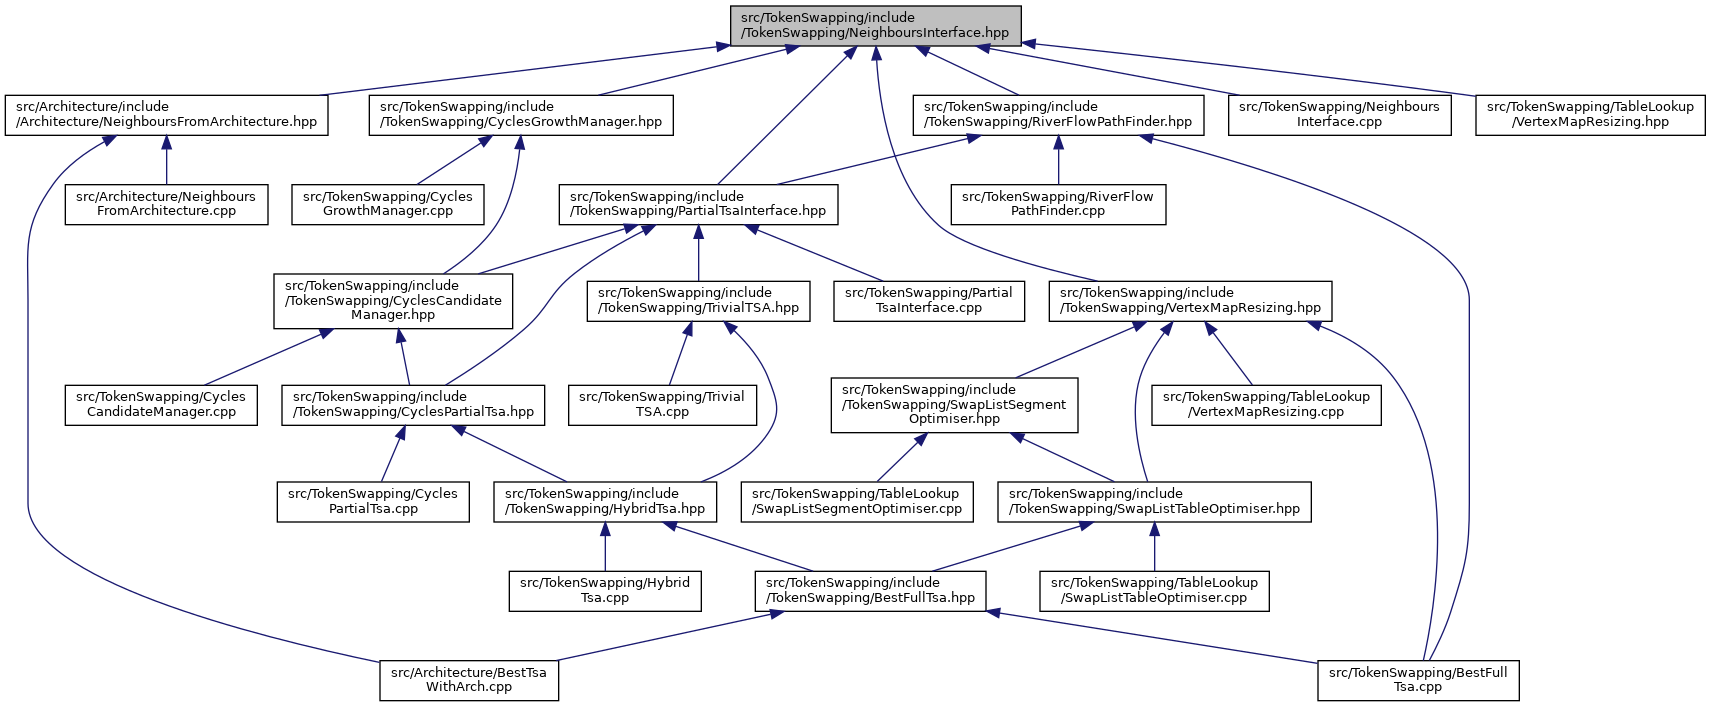 src/TokenSwapping/include
/TokenSwapping/NeighboursInterface.hpp
src/Architecture/include
/Architecture/NeighboursFromArchitecture.hpp
src/TokenSwapping/include
/TokenSwapping/CyclesGrowthManager.hpp
src/TokenSwapping/include
/TokenSwapping/RiverFlowPathFinder.hpp
src/TokenSwapping/Neighbours
Interface.cpp
src/TokenSwapping/TableLookup
/VertexMapResizing.hpp
src/Architecture/Neighbours
FromArchitecture.cpp
src/TokenSwapping/Cycles
GrowthManager.cpp
src/TokenSwapping/include
/TokenSwapping/PartialTsaInterface.hpp
src/TokenSwapping/RiverFlow
PathFinder.cpp
src/TokenSwapping/include
/TokenSwapping/CyclesCandidate
Manager.hpp
src/TokenSwapping/include
/TokenSwapping/TrivialTSA.hpp
src/TokenSwapping/Partial
TsaInterface.cpp
src/TokenSwapping/include
/TokenSwapping/VertexMapResizing.hpp
src/TokenSwapping/Cycles
CandidateManager.cpp
src/TokenSwapping/include
/TokenSwapping/CyclesPartialTsa.hpp
src/TokenSwapping/Trivial
TSA.cpp
src/TokenSwapping/include
/TokenSwapping/SwapListSegment
Optimiser.hpp
src/TokenSwapping/TableLookup
/VertexMapResizing.cpp
src/TokenSwapping/Cycles
PartialTsa.cpp
src/TokenSwapping/include
/TokenSwapping/HybridTsa.hpp
src/TokenSwapping/TableLookup
/SwapListSegmentOptimiser.cpp
src/TokenSwapping/include
/TokenSwapping/SwapListTableOptimiser.hpp
src/TokenSwapping/Hybrid
Tsa.cpp
src/TokenSwapping/include
/TokenSwapping/BestFullTsa.hpp
src/TokenSwapping/TableLookup
/SwapListTableOptimiser.cpp
src/Architecture/BestTsa
WithArch.cpp
src/TokenSwapping/BestFull
Tsa.cpp